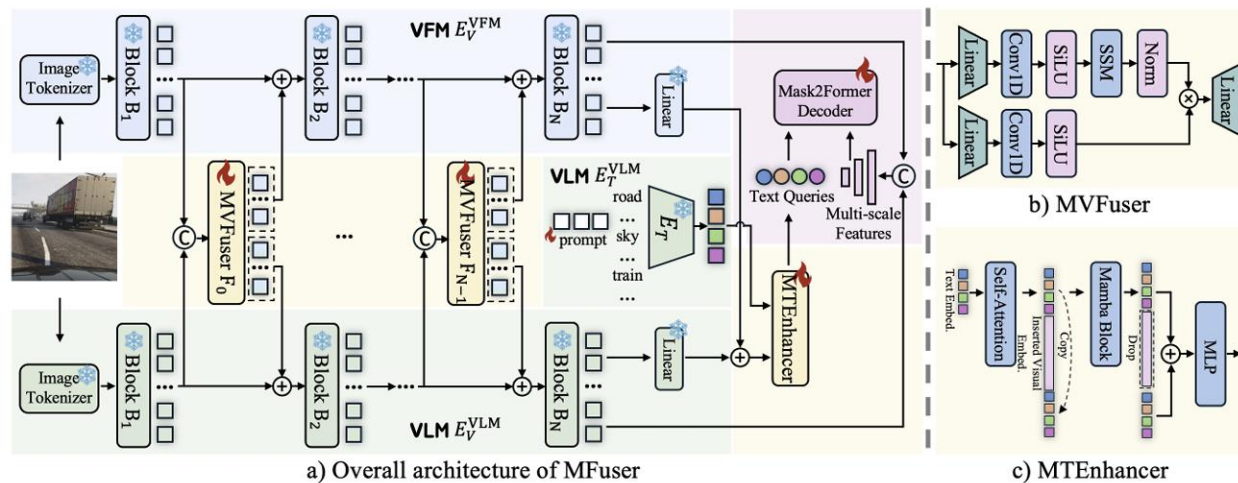 VFM E_V^VFM
Image
Tokenizer
Block B₁
Block B₂
Block B_N
Linear
Mask2Former
Decoder
MVFuser F₀
...
MVFuser F_N−1
VLM E_T^VLM
road
...
sky
...
train
...
prompt
E_T
Text Queries
Multi-scale
Features
C
C
C
MTEnhancer
Image
Tokenizer
Block B₁
Block B₂
Block B_N
Linear
VLM E_V^VLM
a) Overall architecture of MFuser
Linear
Conv1D
SiLU
SSM
Norm
Linear
Linear
Conv1D
SiLU
b) MVFuser
Text Embed.
Self-Attention
Inserted Visual
Embed.
Copy
Mamba Block
Drop
MLP
c) MTEnhancer